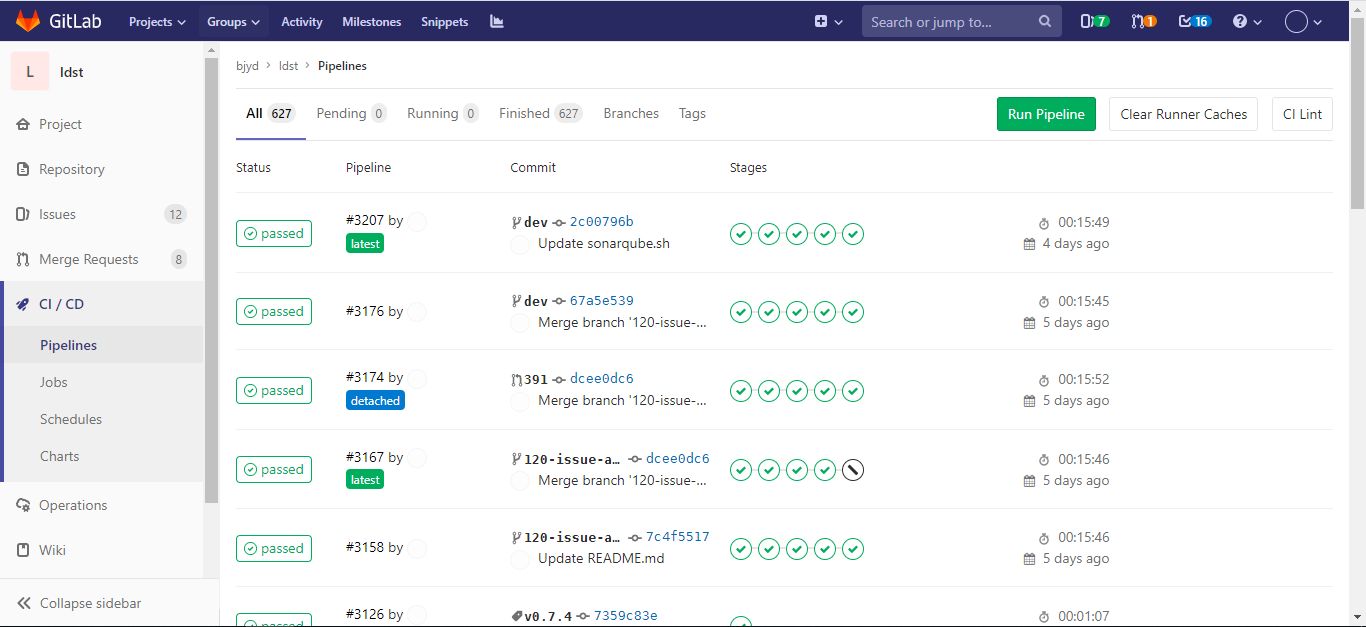 GitLab Projects Groups Activity Milestones Snippets Search or jump to... 7 1 16
L ldst
Project
Repository
Issues 12
Merge Requests 8
CI / CD
Pipelines
Jobs
Schedules
Charts
Operations
Wiki
Collapse sidebar
bjyd > ldst > Pipelines
All 627 Pending 0 Running 0 Finished 627 Branches Tags Run Pipeline Clear Runner Caches CI Lint
Status Pipeline Commit Stages
passed #3207 by latest dev 2c00796b 00:15:49
Update sonarqube.sh 4 days ago
passed #3176 by dev 67a5e539 00:15:45
Merge branch '120-issue-... 5 days ago
passed #3174 by detached 391 dcee0dc6 00:15:52
Merge branch '120-issue-... 5 days ago
passed #3167 by latest 120-issue-a... dcee0dc6 00:15:46
Merge branch '120-issue-... 5 days ago
passed #3158 by 120-issue-a... 7c4f5517 00:15:46
Update README.md 5 days ago
passed #3126 by v0.7.4 7359c83e 00:01:07